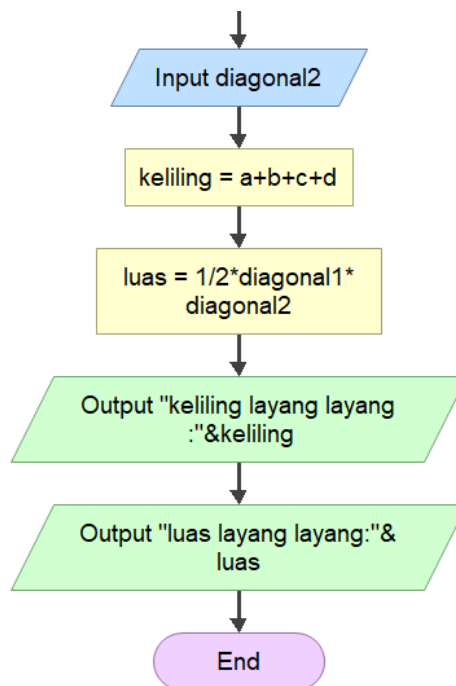 Input diagonal2
keliling = a+b+c+d
luas = 1/2*diagonal1*
diagonal2
Output "keliling layang layang
:"&keliling
Output "luas layang layang:"&
luas
End